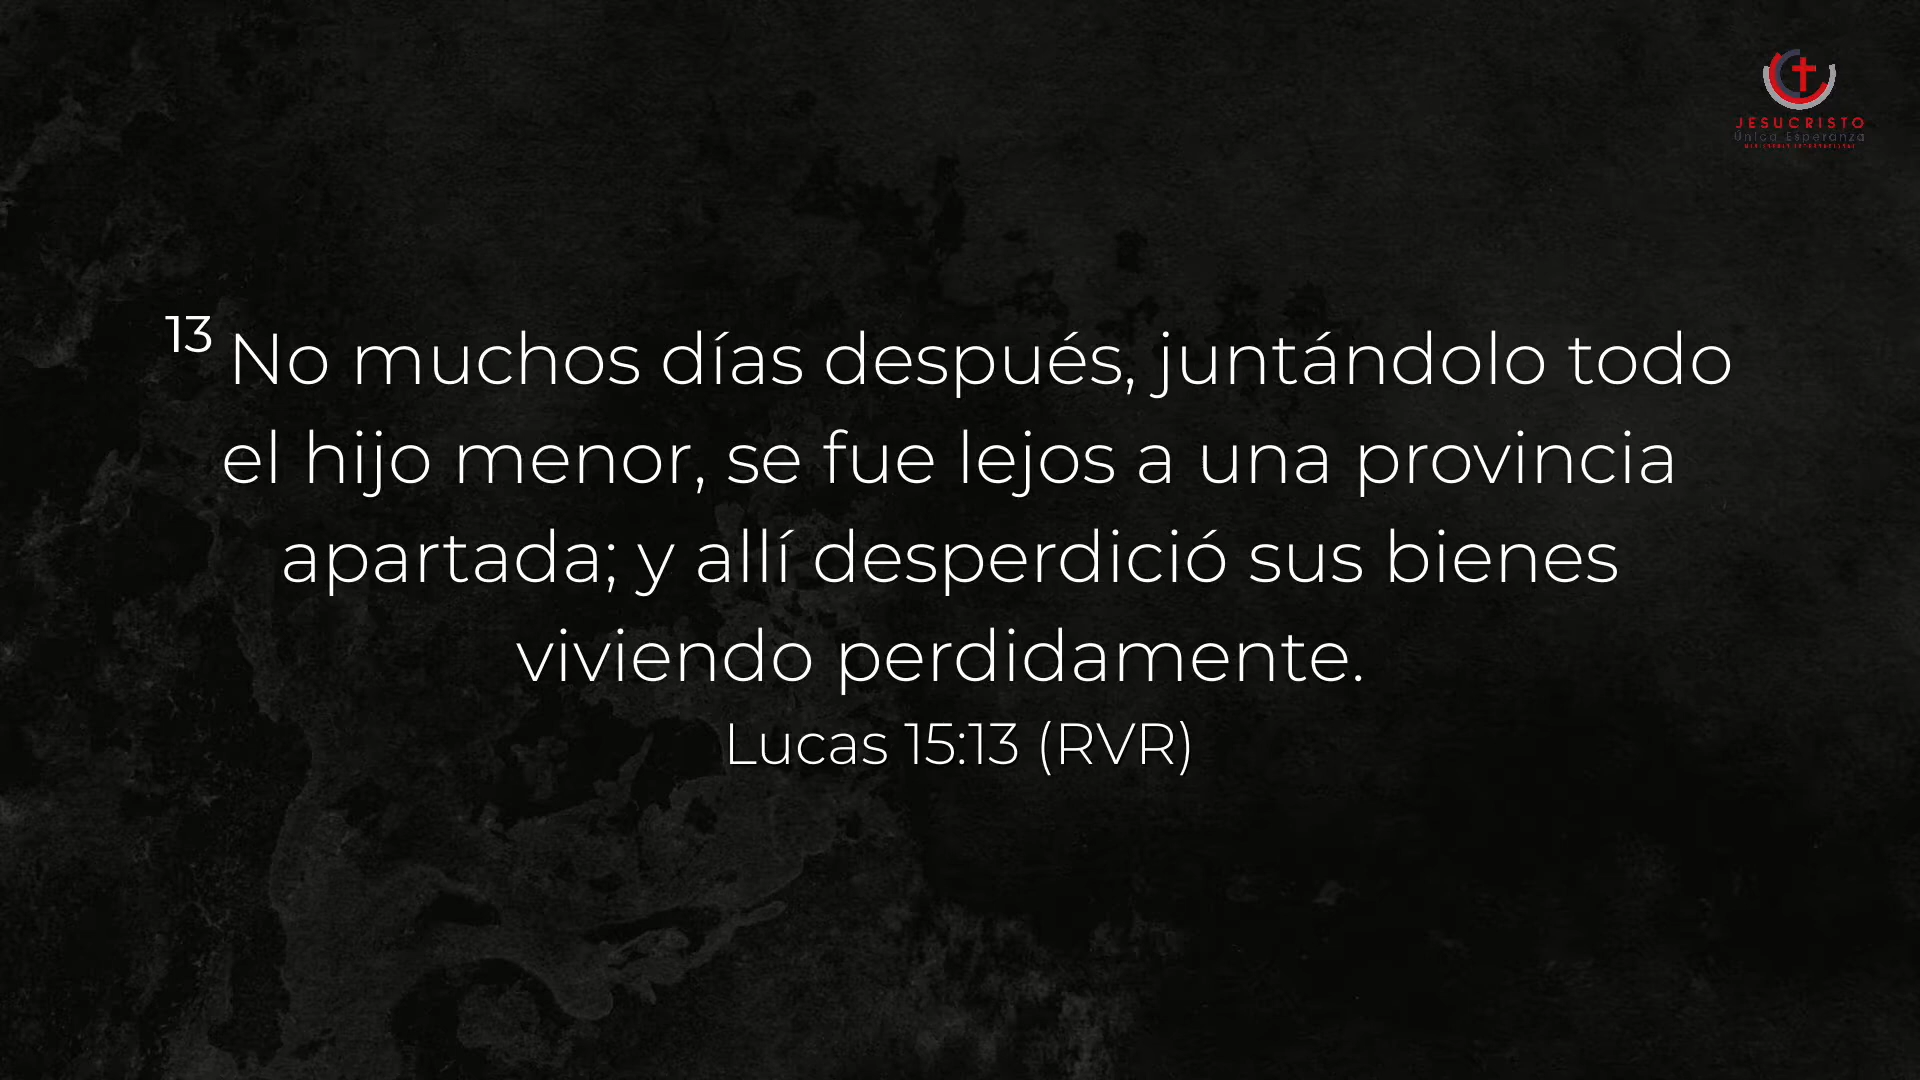 JESUCRISTO
Única Esperanza
13 No muchos días después, juntándolo todo
el hijo menor, se fue lejos a una provincia
apartada; y allí desperdició sus bienes
viviendo perdidamente.
Lucas 15:13 (RVR)